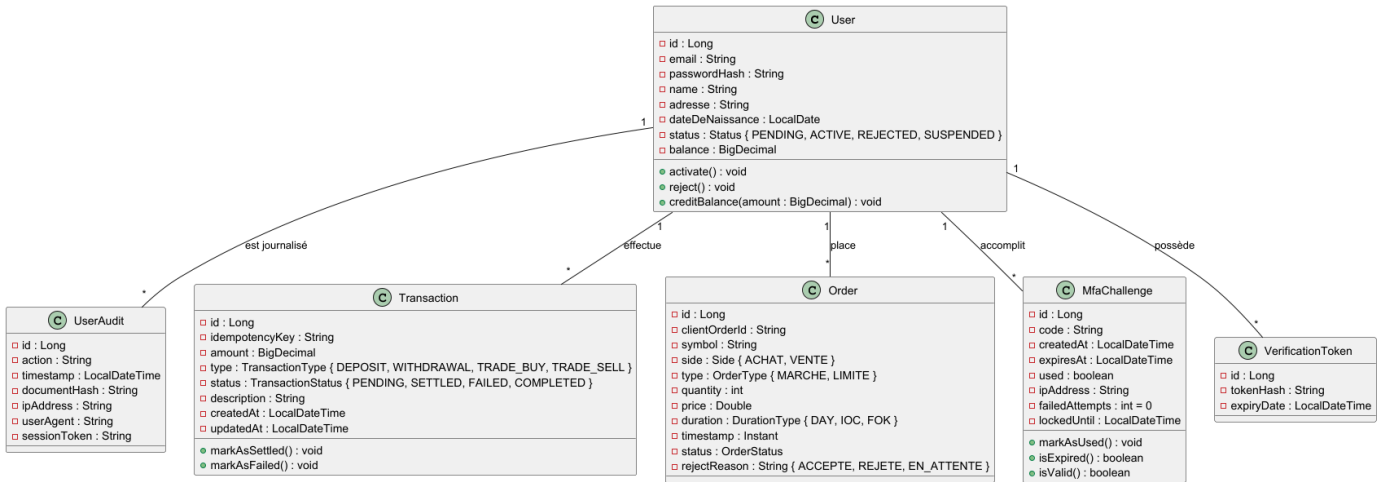 C User
id : Long
email : String
passwordHash : String
name : String
adresse : String
dateDeNaissance : LocalDate
status : Status { PENDING, ACTIVE, REJECTED, SUSPENDED }
balance : BigDecimal
activate() : void
reject() : void
creditBalance(amount : BigDecimal) : void
1
1
1
1
1
est journalisé
effectue
place
accomplit
possède
*
*
*
*
*
C UserAudit
id : Long
action : String
timestamp : LocalDateTime
documentHash : String
ipAddress : String
userAgent : String
sessionToken : String
C Transaction
id : Long
idempotencyKey : String
amount : BigDecimal
type : TransactionType { DEPOSIT, WITHDRAWAL, TRADE_BUY, TRADE_SELL }
status : TransactionStatus { PENDING, SETTLED, FAILED, COMPLETED }
description : String
createdAt : LocalDateTime
updatedAt : LocalDateTime
markAsSettled() : void
markAsFailed() : void
C Order
id : Long
clientOrderId : String
symbol : String
side : Side { ACHAT, VENTE }
type : OrderType { MARCHE, LIMITE }
quantity : int
price : Double
duration : DurationType { DAY, IOC, FOK }
timestamp : Instant
status : OrderStatus
rejectReason : String { ACCEPTE, REJETE, EN_ATTENTE }
C MfaChallenge
id : Long
code : String
createdAt : LocalDateTime
expiresAt : LocalDateTime
used : boolean
ipAddress : String
failedAttempts : int = 0
lockedUntil : LocalDateTime
markAsUsed() : void
isExpired() : boolean
isValid() : boolean
C VerificationToken
id : Long
tokenHash : String
expiryDate : LocalDateTime